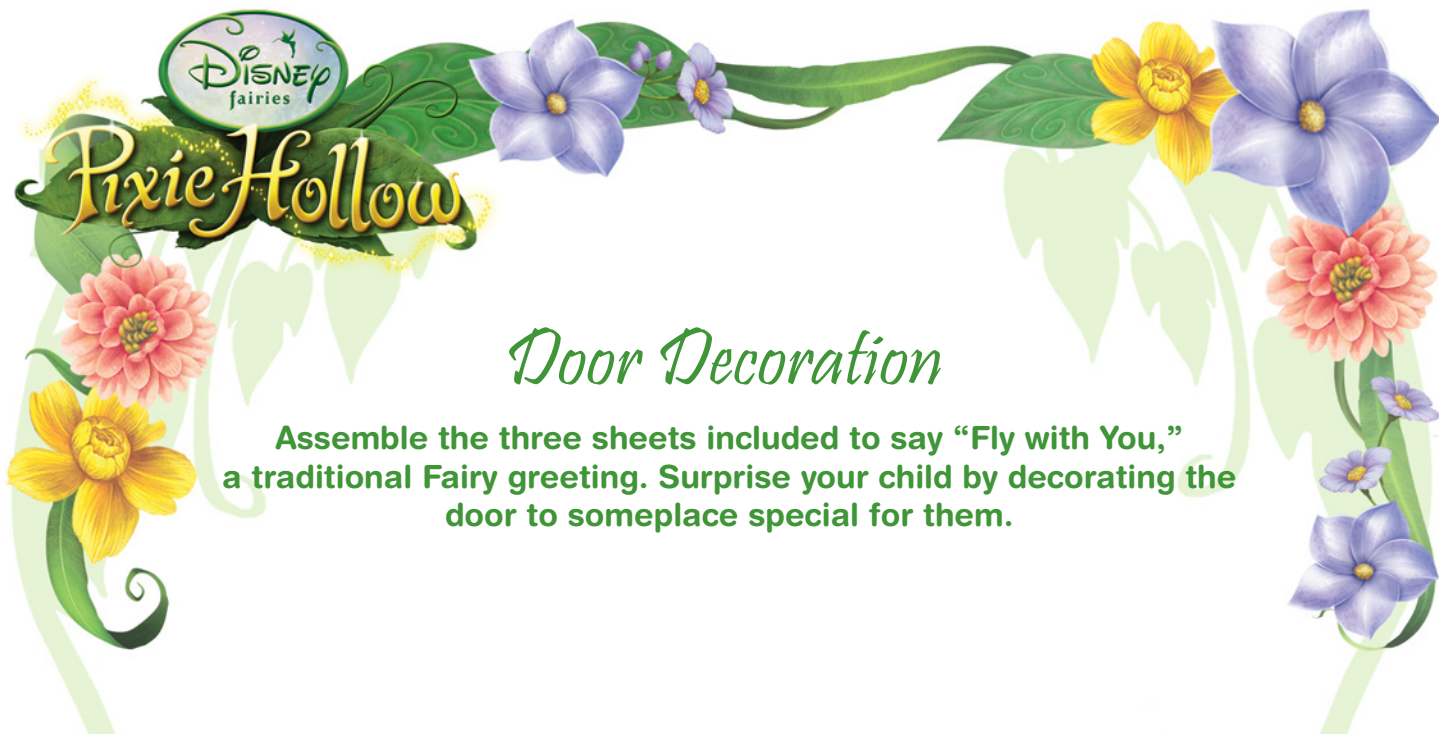 Disney
fairies
Pixie Hollow
Door Decoration
Assemble the three sheets included to say “Fly with You,”
a traditional Fairy greeting. Surprise your child by decorating the
door to someplace special for them.